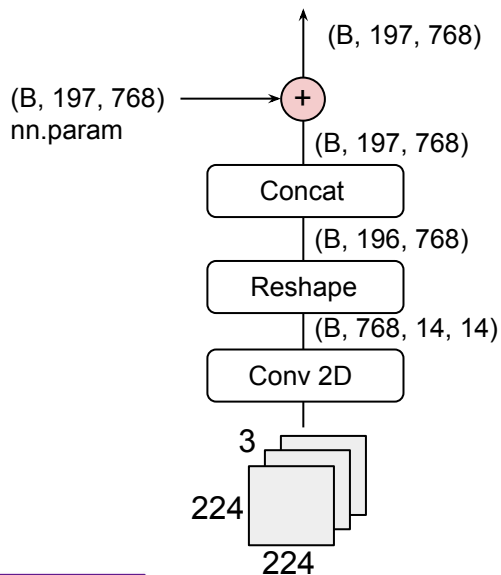 (B, 197, 768)
(B, 197, 768)
nn.param
+
(B, 197, 768)
Concat
(B, 196, 768)
Reshape
(B, 768, 14, 14)
Conv 2D
3
224
224